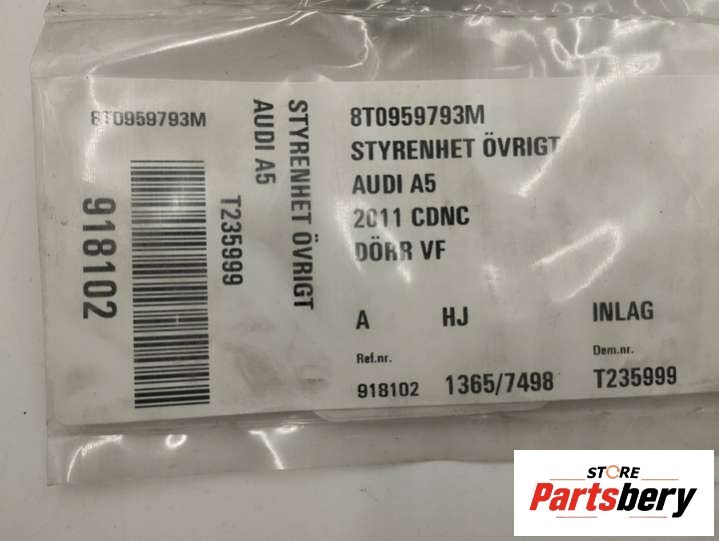 8T0959793M
918102
T235999
AUDI A5
STYRENHET ÖVRIGT
8T0959793M
STYRENHET ÖVRIGT
AUDI A5
2011 CDNC
DÖRR VF
A HJ INLAG
Ref.nr. Dem.nr.
918102 1365/7498 T235999
STORE
Partsbery